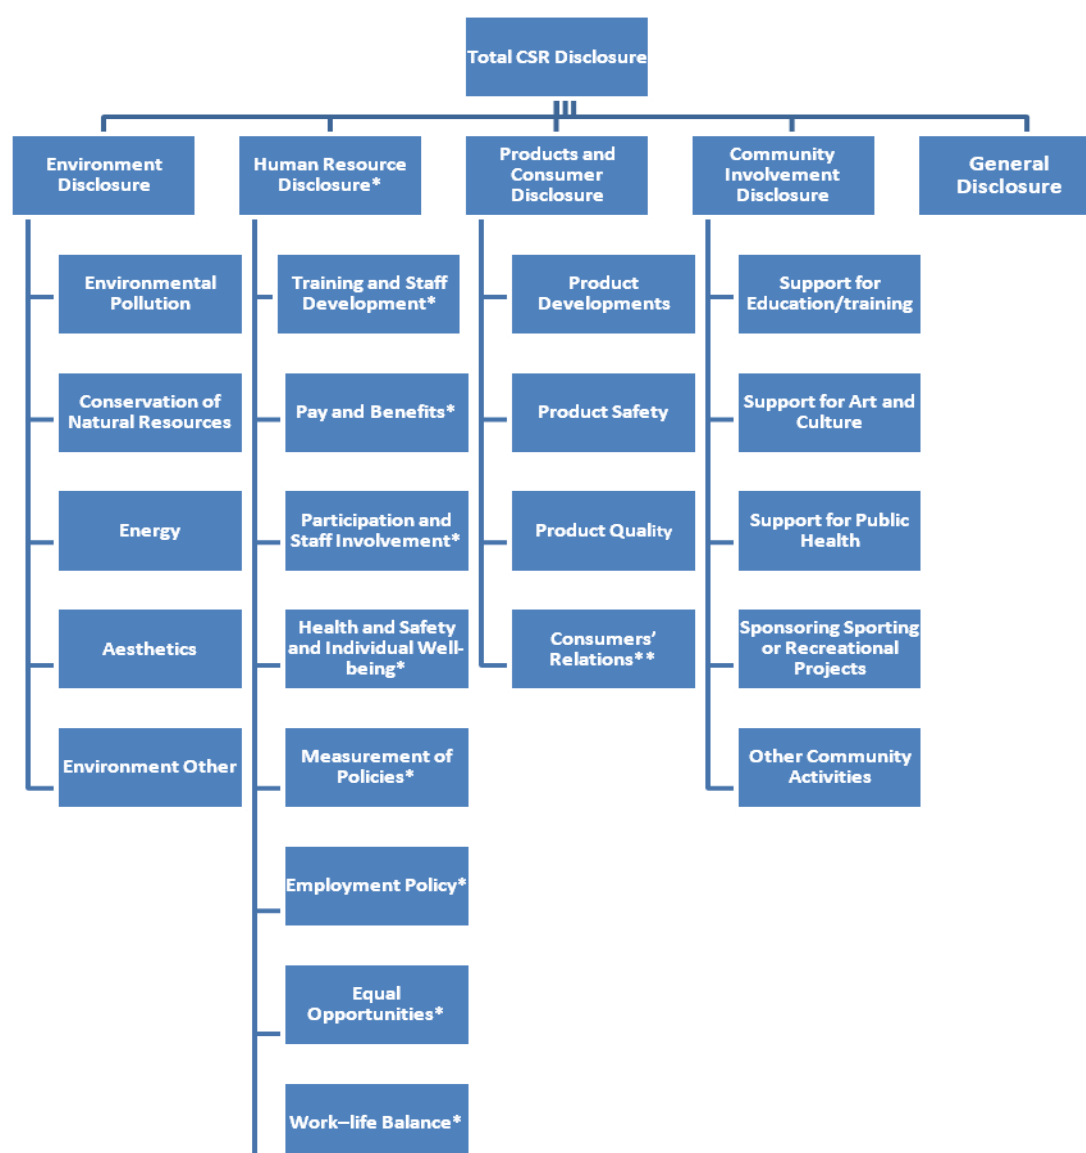 Total CSR Disclosure
Environment
Disclosure
Human Resource
Disclosure*
Products and
Consumer
Disclosure
Community
Involvement
Disclosure
General
Disclosure
Environmental
Pollution
Conservation of
Natural Resources
Energy
Aesthetics
Environment Other
Training and Staff
Development*
Pay and Benefits*
Participation and
Staff Involvement*
Health and Safety
and Individual Well-
being*
Measurement of
Policies*
Employment Policy*
Equal
Opportunities*
Work–life Balance*
Product
Developments
Product Safety
Product Quality
Consumers’
Relations**
Support for
Education/training
Support for Art and
Culture
Support for Public
Health
Sponsoring Sporting
or Recreational
Projects
Other Community
Activities